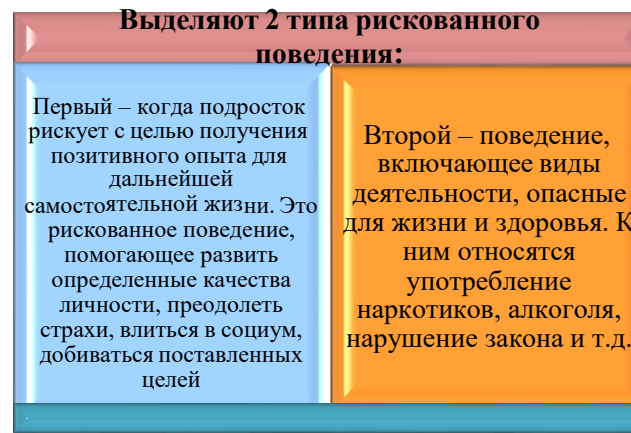 Выделяют 2 типа рискованного
поведения:
Первый – когда подросток
рискует с целью получения
позитивного опыта для
дальнейшей
самостоятельной жизни. Это
рискованное поведение,
помогающее развить
определенные качества
личности, преодолеть
страхи, влиться в социум,
добиваться поставленных
целей
Второй – поведение,
включающее виды
деятельности, опасные
для жизни и здоровья. К
ним относятся
употребление
наркотиков, алкоголя,
нарушение закона и т.д.